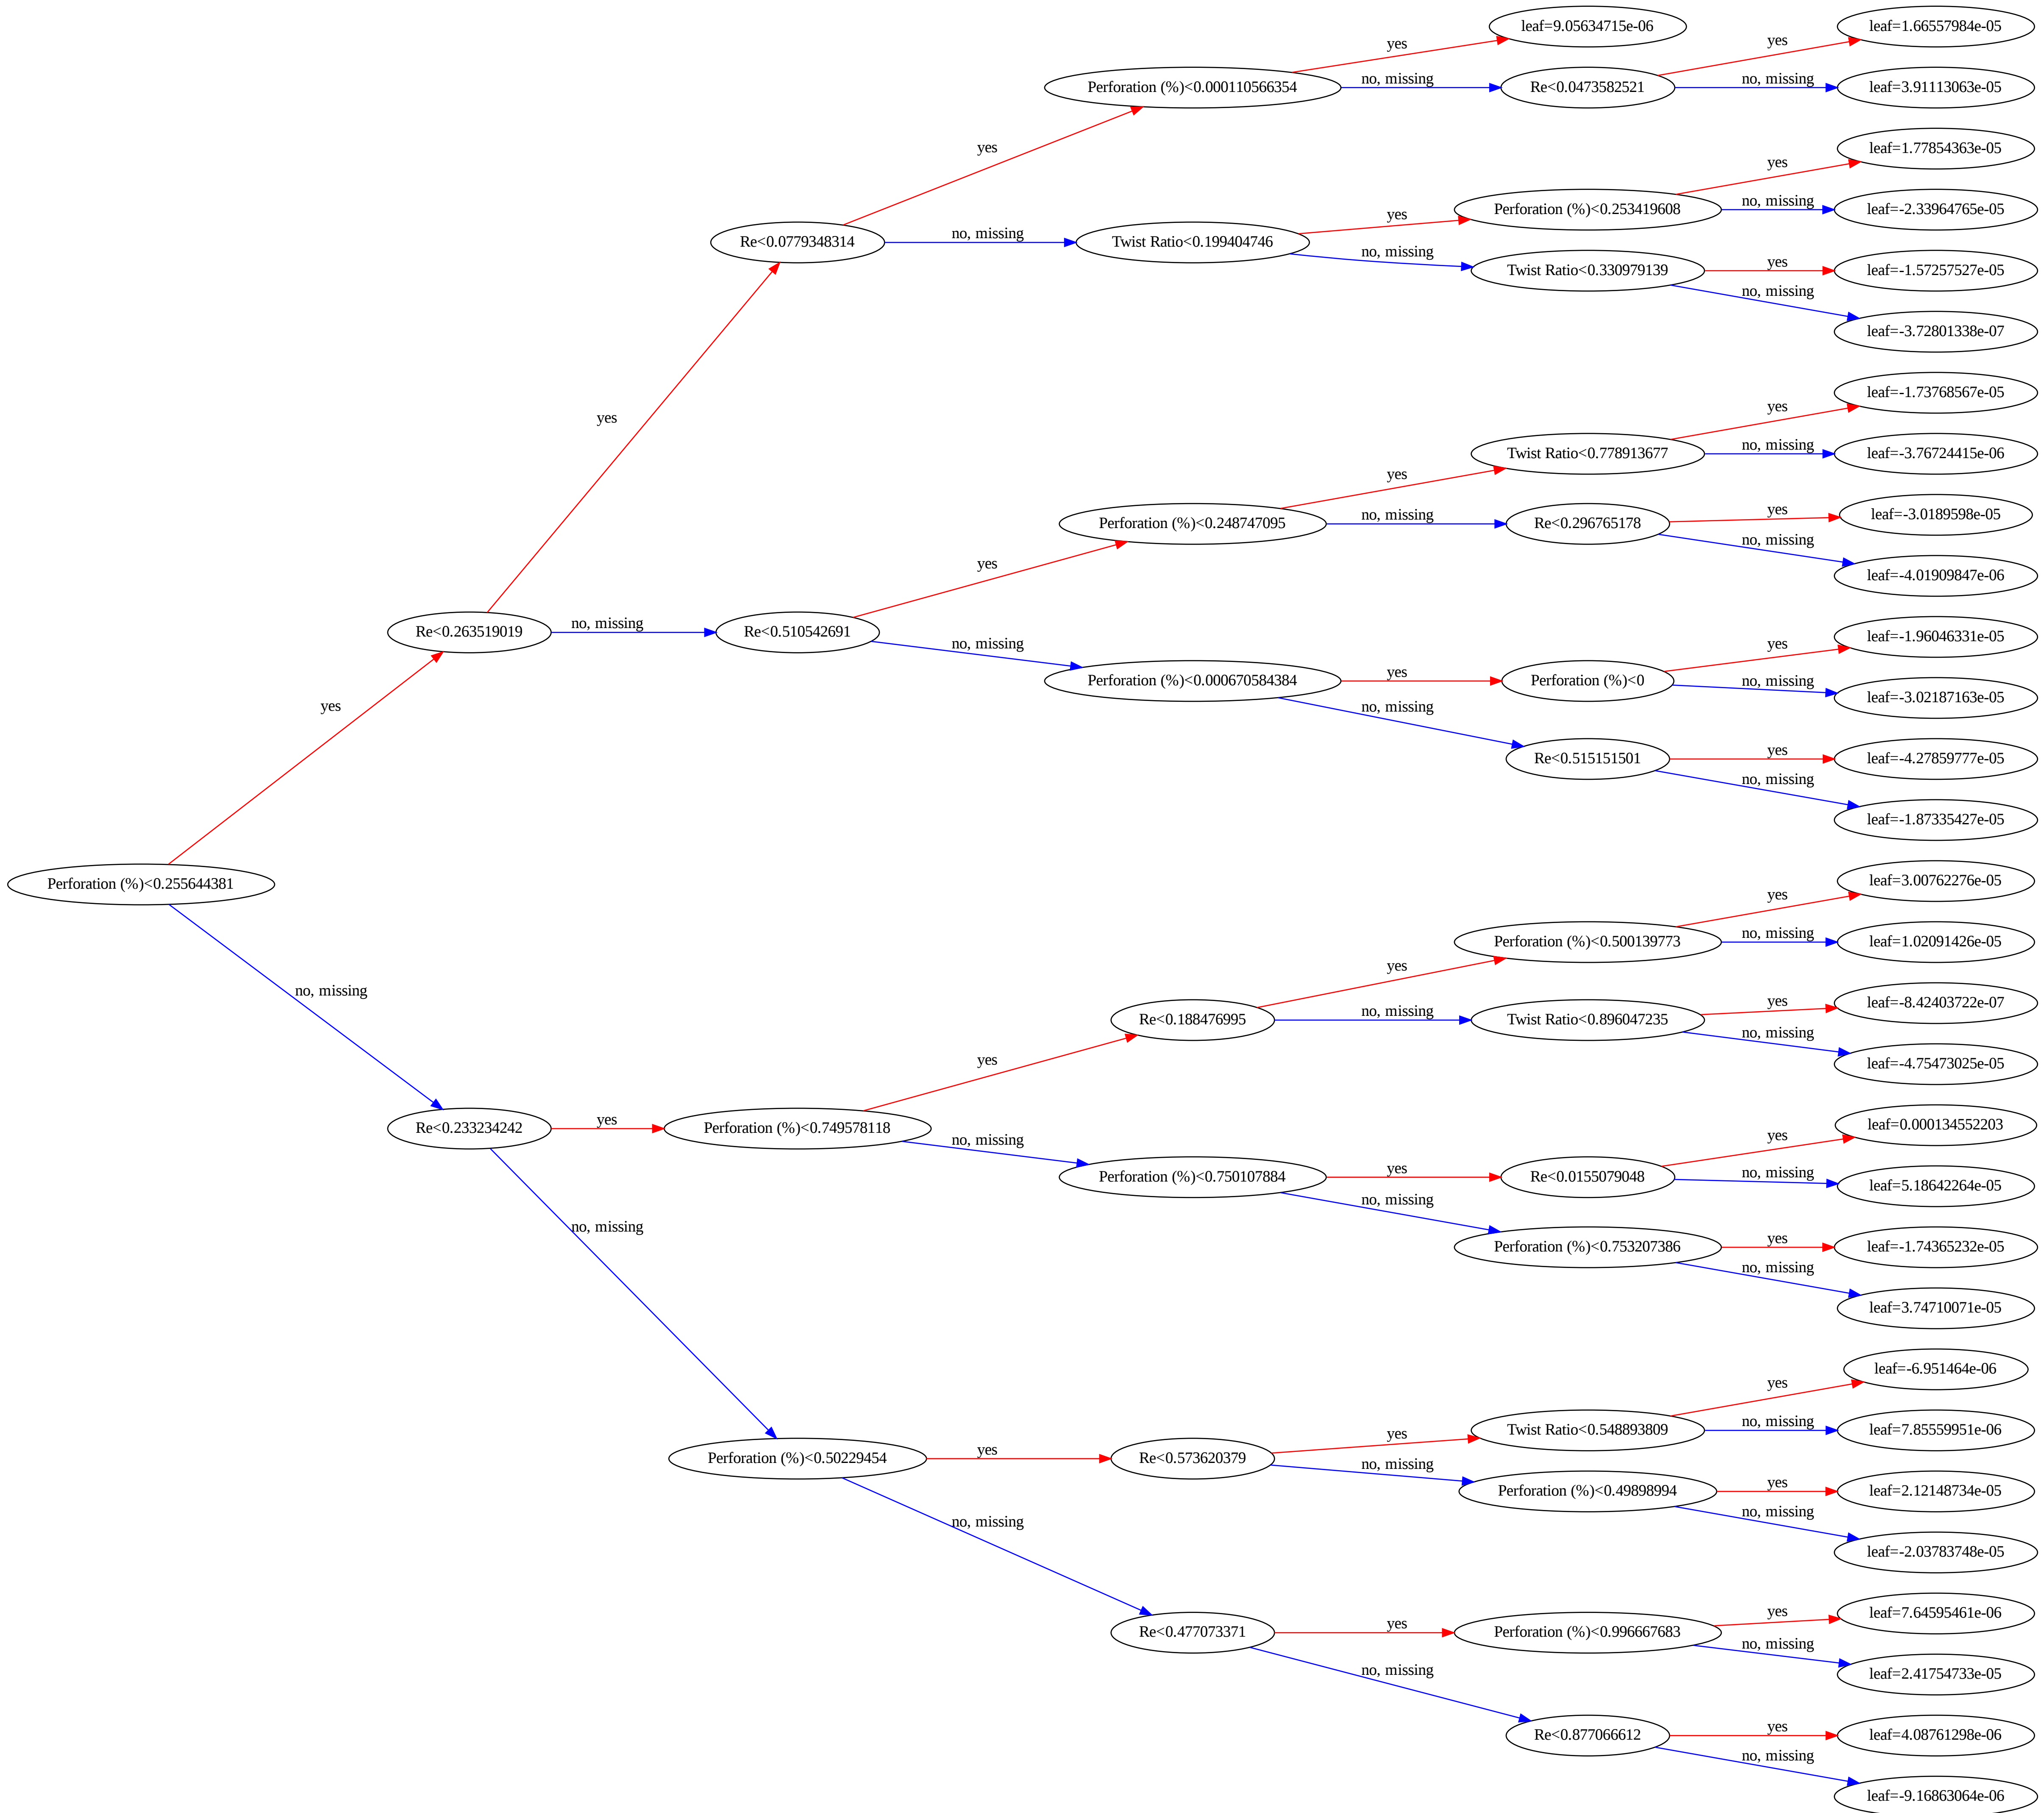 leaf=9.05634715e-06
leaf=1.66557984e-05
yes
yes
Perforation (%)<0.000110566354
no, missing
Re<0.0473582521
no, missing
leaf=3.91113063e-05
yes
leaf=1.77854363e-05
yes
Perforation (%)<0.253419608
no, missing
leaf=-2.33964765e-05
yes
Re<0.0779348314
no, missing
Twist Ratio<0.199404746
no, missing
Twist Ratio<0.330979139
yes
leaf=-1.57257527e-05
no, missing
leaf=-3.72801338e-07
leaf=-1.73768567e-05
yes
yes
Twist Ratio<0.778913677
no, missing
leaf=-3.76724415e-06
yes
Perforation (%)<0.248747095
no, missing
Re<0.296765178
yes
leaf=-3.0189598e-05
no, missing
leaf=-4.01909847e-06
yes
Re<0.263519019
no, missing
Re<0.510542691
no, missing
yes
leaf=-1.96046331e-05
Perforation (%)<0.000670584384
yes
Perforation (%)<0
no, missing
leaf=-3.02187163e-05
yes
no, missing
Re<0.515151501
yes
leaf=-4.27859777e-05
no, missing
leaf=-1.87335427e-05
Perforation (%)<0.255644381
leaf=3.00762276e-05
yes
Perforation (%)<0.500139773
no, missing
leaf=1.02091426e-05
yes
no, missing
Re<0.188476995
no, missing
Twist Ratio<0.896047235
yes
leaf=-8.42403722e-07
no, missing
leaf=-4.75473025e-05
yes
Re<0.233234242
yes
Perforation (%)<0.749578118
no, missing
leaf=0.000134552203
yes
Perforation (%)<0.750107884
yes
Re<0.0155079048
no, missing
leaf=5.18642264e-05
no, missing
no, missing
Perforation (%)<0.753207386
yes
leaf=-1.74365232e-05
no, missing
leaf=3.74710071e-05
leaf=-6.951464e-06
yes
yes
Twist Ratio<0.548893809
no, missing
leaf=7.85559951e-06
Perforation (%)<0.50229454
yes
Re<0.573620379
no, missing
Perforation (%)<0.49898994
yes
leaf=2.12148734e-05
no, missing
no, missing
leaf=-2.03783748e-05
yes
leaf=7.64595461e-06
Re<0.477073371
yes
Perforation (%)<0.996667683
no, missing
leaf=2.41754733e-05
no, missing
Re<0.877066612
yes
leaf=4.08761298e-06
no, missing
leaf=-9.16863064e-06